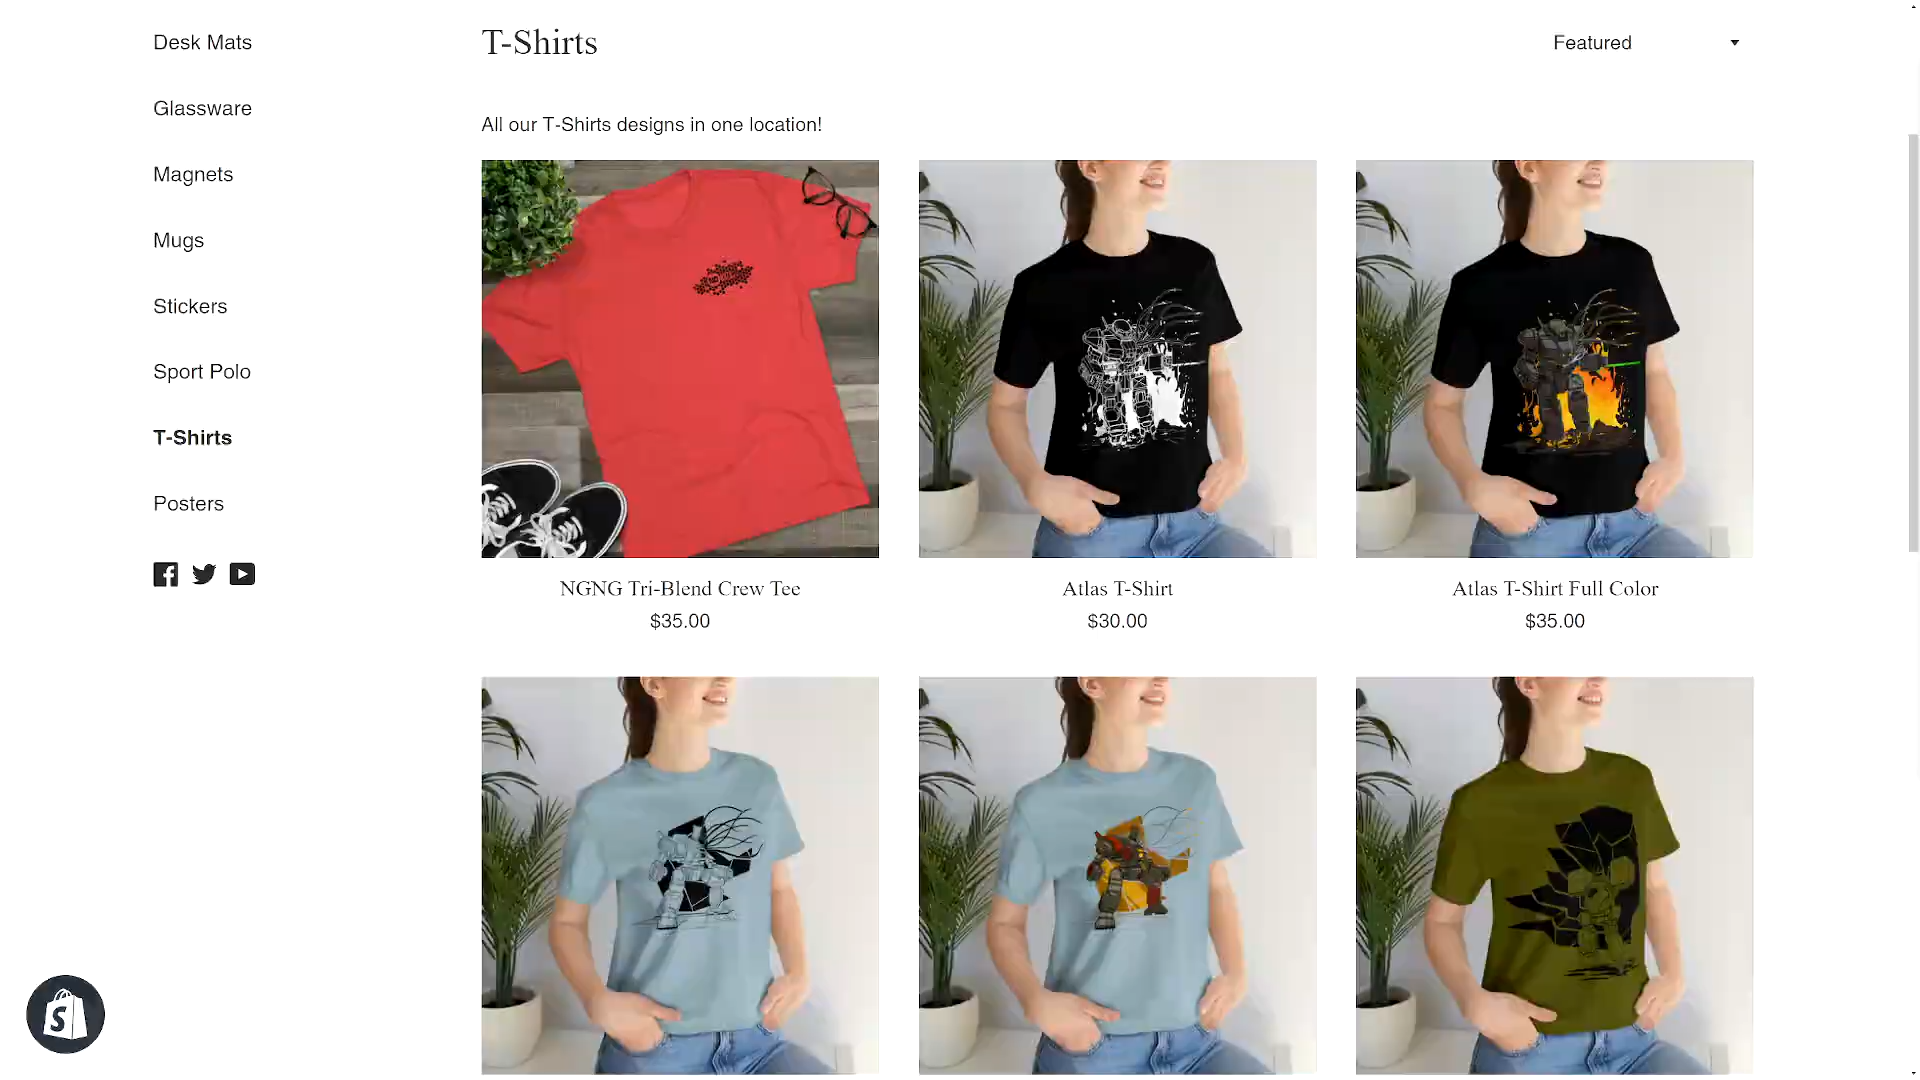 Desk Mats
Glassware
Magnets
Mugs
Stickers
Sport Polo
T-Shirts
Posters
T-Shirts
Featured
All our T-Shirts designs in one location!
NGNG Tri-Blend Crew Tee
$35.00
Atlas T-Shirt
$30.00
Atlas T-Shirt Full Color
$35.00